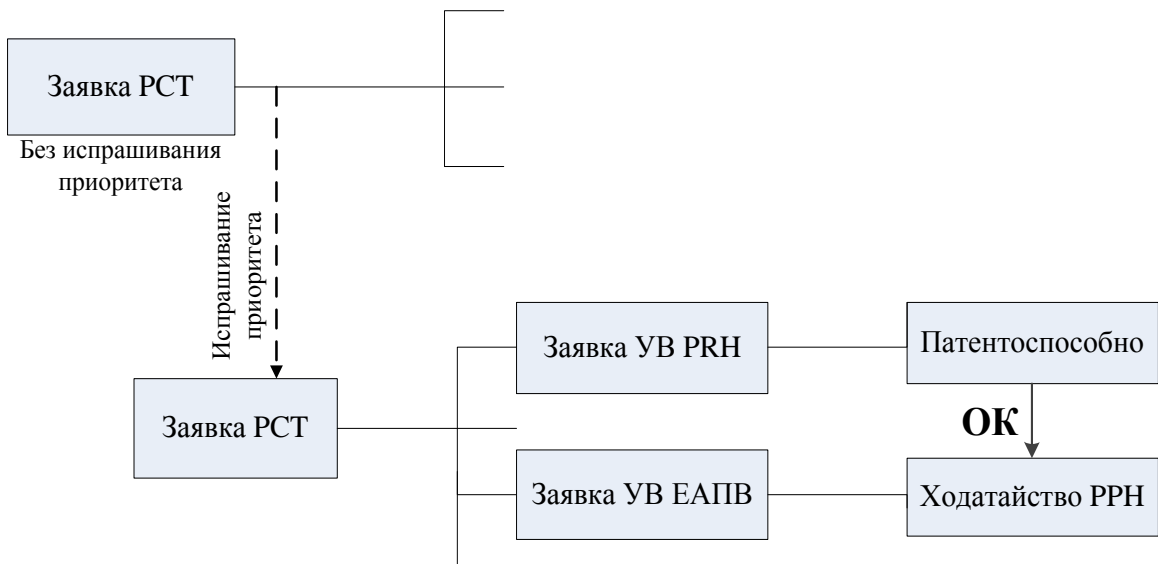 Заявка РСТ
Без испрашивания
приоритета
Испрашивание
приоритета
Заявка УВ PRH
Патентоспособно
Заявка РСТ
ОК
Заявка УВ ЕАПВ
Ходатайство РРН